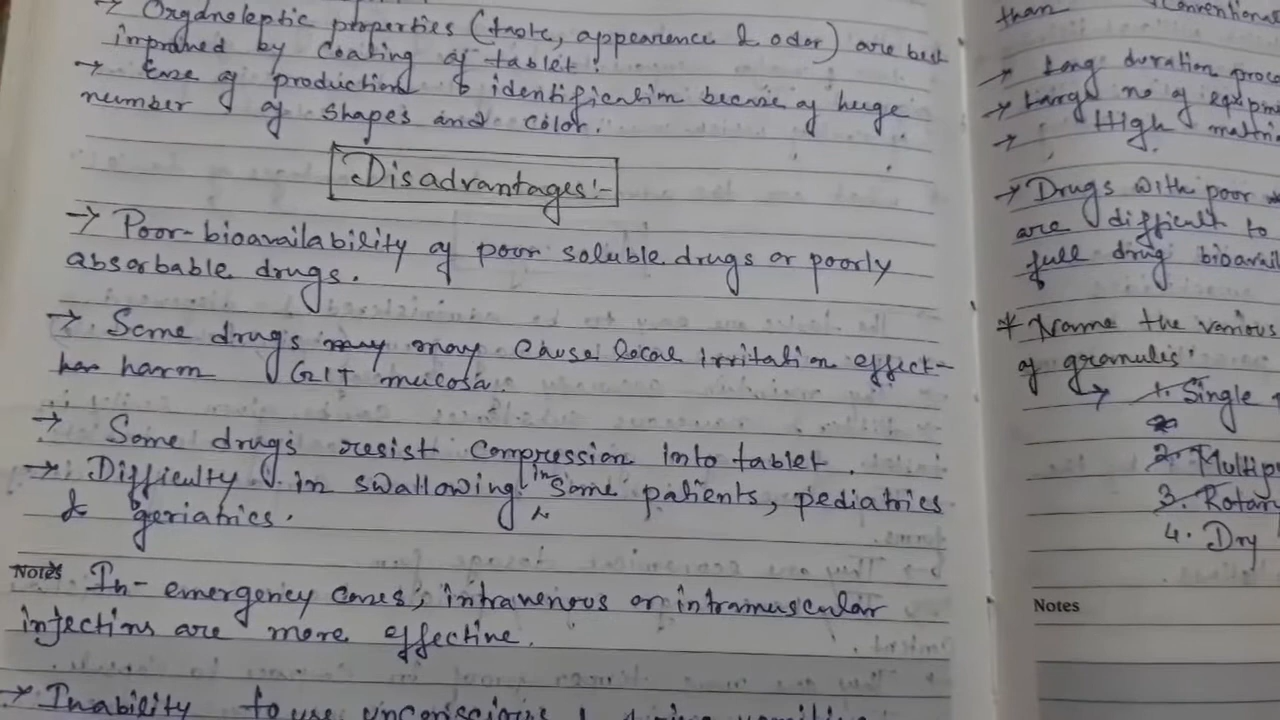 → Organoleptic properties (taste, appearence & odor) are best
improved by coating of tablet.
→ Ease of production & identification becase of huge
number of shapes and color.
Disadvantages:-
→ Poor-bioavailability of poor soluble drugs or poorly
absorbable drugs.
→ Some drugs may cause local irritation effect-
harm GIT mucosa.
→ Some drugs resist compression into tablet.
→ Difficulty in swallowing in some patients, pediatrics
& geriatrics.
Notes In- emergency cases, intravenous or intramuscular
injections are more effective.
→ Inability to use unconscious
than Conventional
→ Long duration
→ Large no of
→ High
→ Drugs with poor
are difficult to
full drug
* Name the various
of granules:
→ 1. Single
2.
3.
4. Dry
Notes